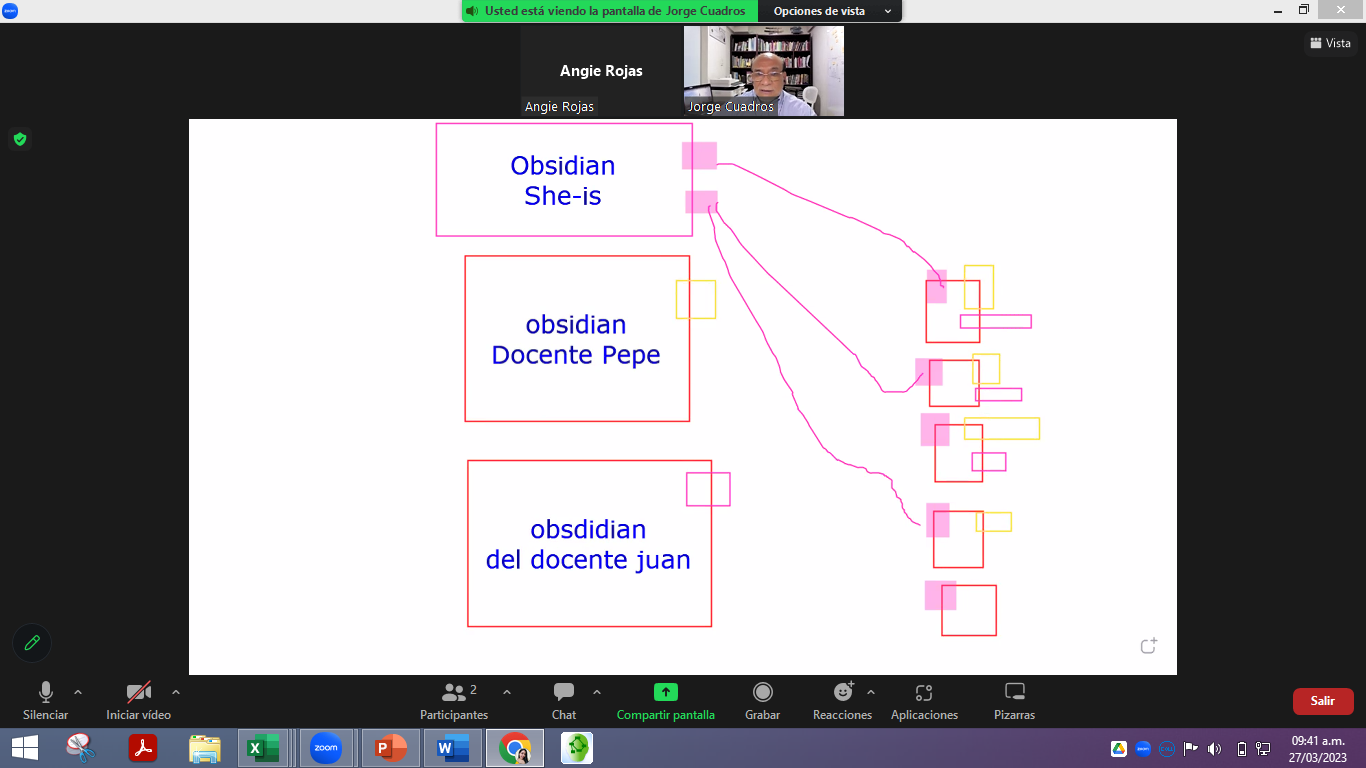 Usted está viendo la pantalla de Jorge Cuadros
Opciones de vista
Vista
Angie Rojas
Angie Rojas
Jorge Cuadros
Obsidian
She-is
obsidian
Docente Pepe
obsdidian
del docente juan
Silenciar
Iniciar vídeo
2
Participantes
Chat
Compartir pantalla
Grabar
Reacciones
Aplicaciones
Pizarras
Salir
zoom
09:41 a.m.
27/03/2023